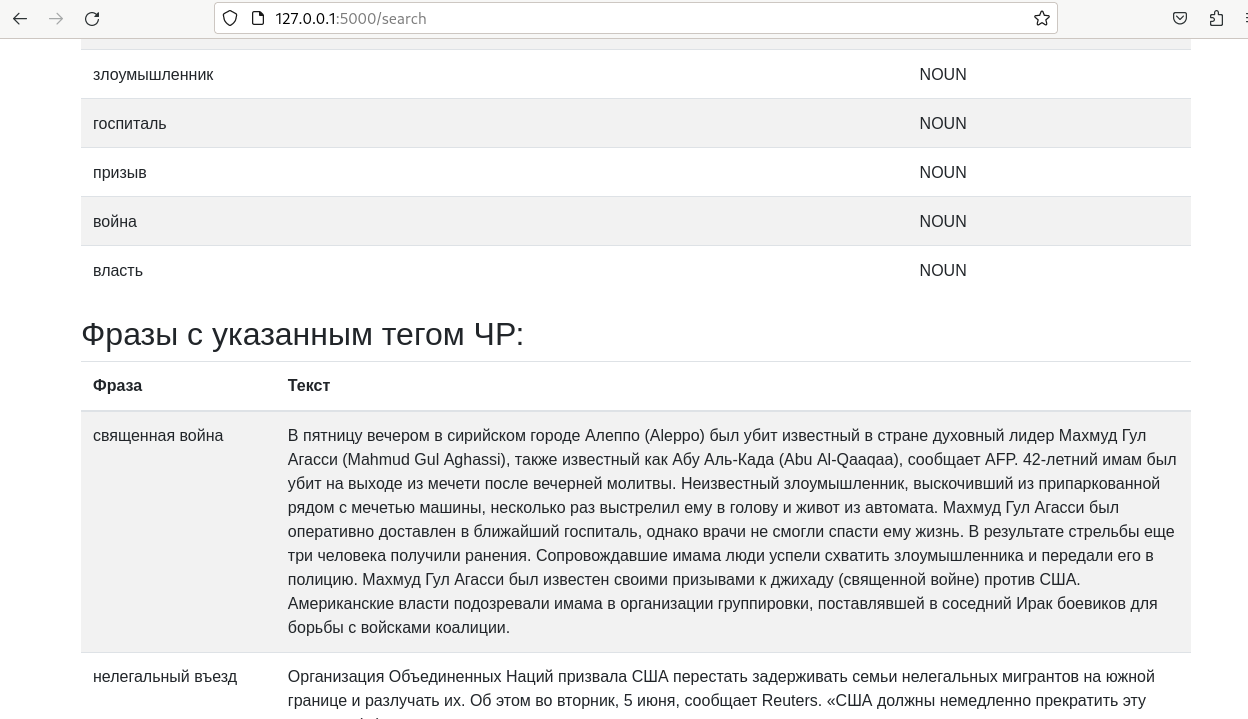 127.0.0.1:5000/search
злоумышленник NOUN
госпиталь NOUN
призыв NOUN
война NOUN
власть NOUN
Фразы с указанным тегом ЧР:
Фраза Текст
священная война В пятницу вечером в сирийском городе Алеппо (Aleppo) был убит известный в стране духовный лидер Махмуд Гул
Агасси (Mahmud Gul Aghassi), также известный как Абу Аль-Када (Abu Al-Qaaqaa), сообщает AFP. 42-летний имам был
убит на выходе из мечети после вечерней молитвы. Неизвестный злоумышленник, выскочивший из припаркованной
рядом с мечетью машины, несколько раз выстрелил ему в голову и живот из автомата. Махмуд Гул Агасси был
оперативно доставлен в ближайший госпиталь, однако врачи не смогли спасти ему жизнь. В результате стрельбы еще
три человека получили ранения. Сопровождавшие имама люди успели схватить злоумышленника и передали его в
полицию. Махмуд Гул Агасси был известен своими призывами к джихаду (священной войне) против США.
Американские власти подозревали имама в организации группировки, поставлявшей в соседний Ирак боевиков для
борьбы с войсками коалиции.
нелегальный въезд Организация Объединенных Наций призвала США перестать задерживать семьи нелегальных мигрантов на южной
границе и разлучать их. Об этом во вторник, 5 июня, сообщает Reuters. «США должны немедленно прекратить эту